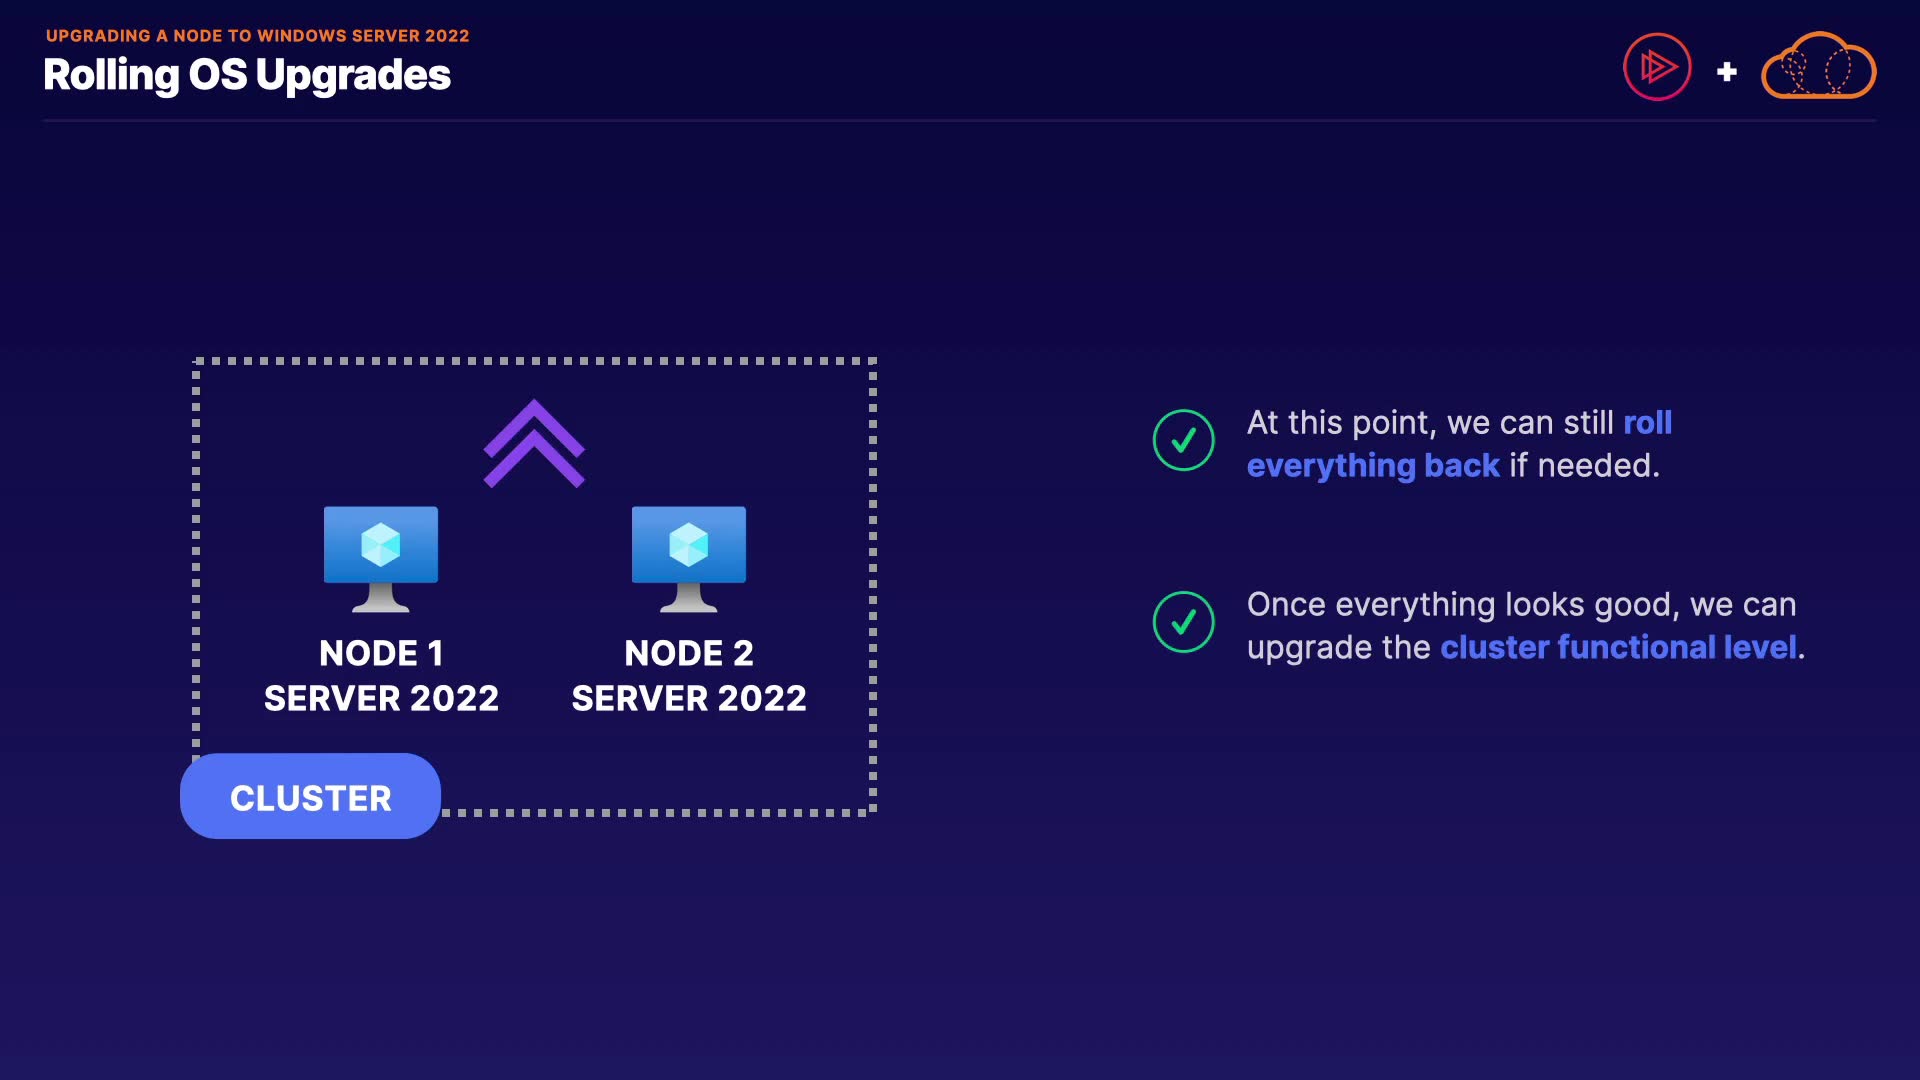 UPGRADING A NODE TO WINDOWS SERVER 2022
Rolling OS Upgrades
NODE 1
SERVER 2022
NODE 2
SERVER 2022
CLUSTER
At this point, we can still roll
everything back if needed.
Once everything looks good, we can
upgrade the cluster functional level.